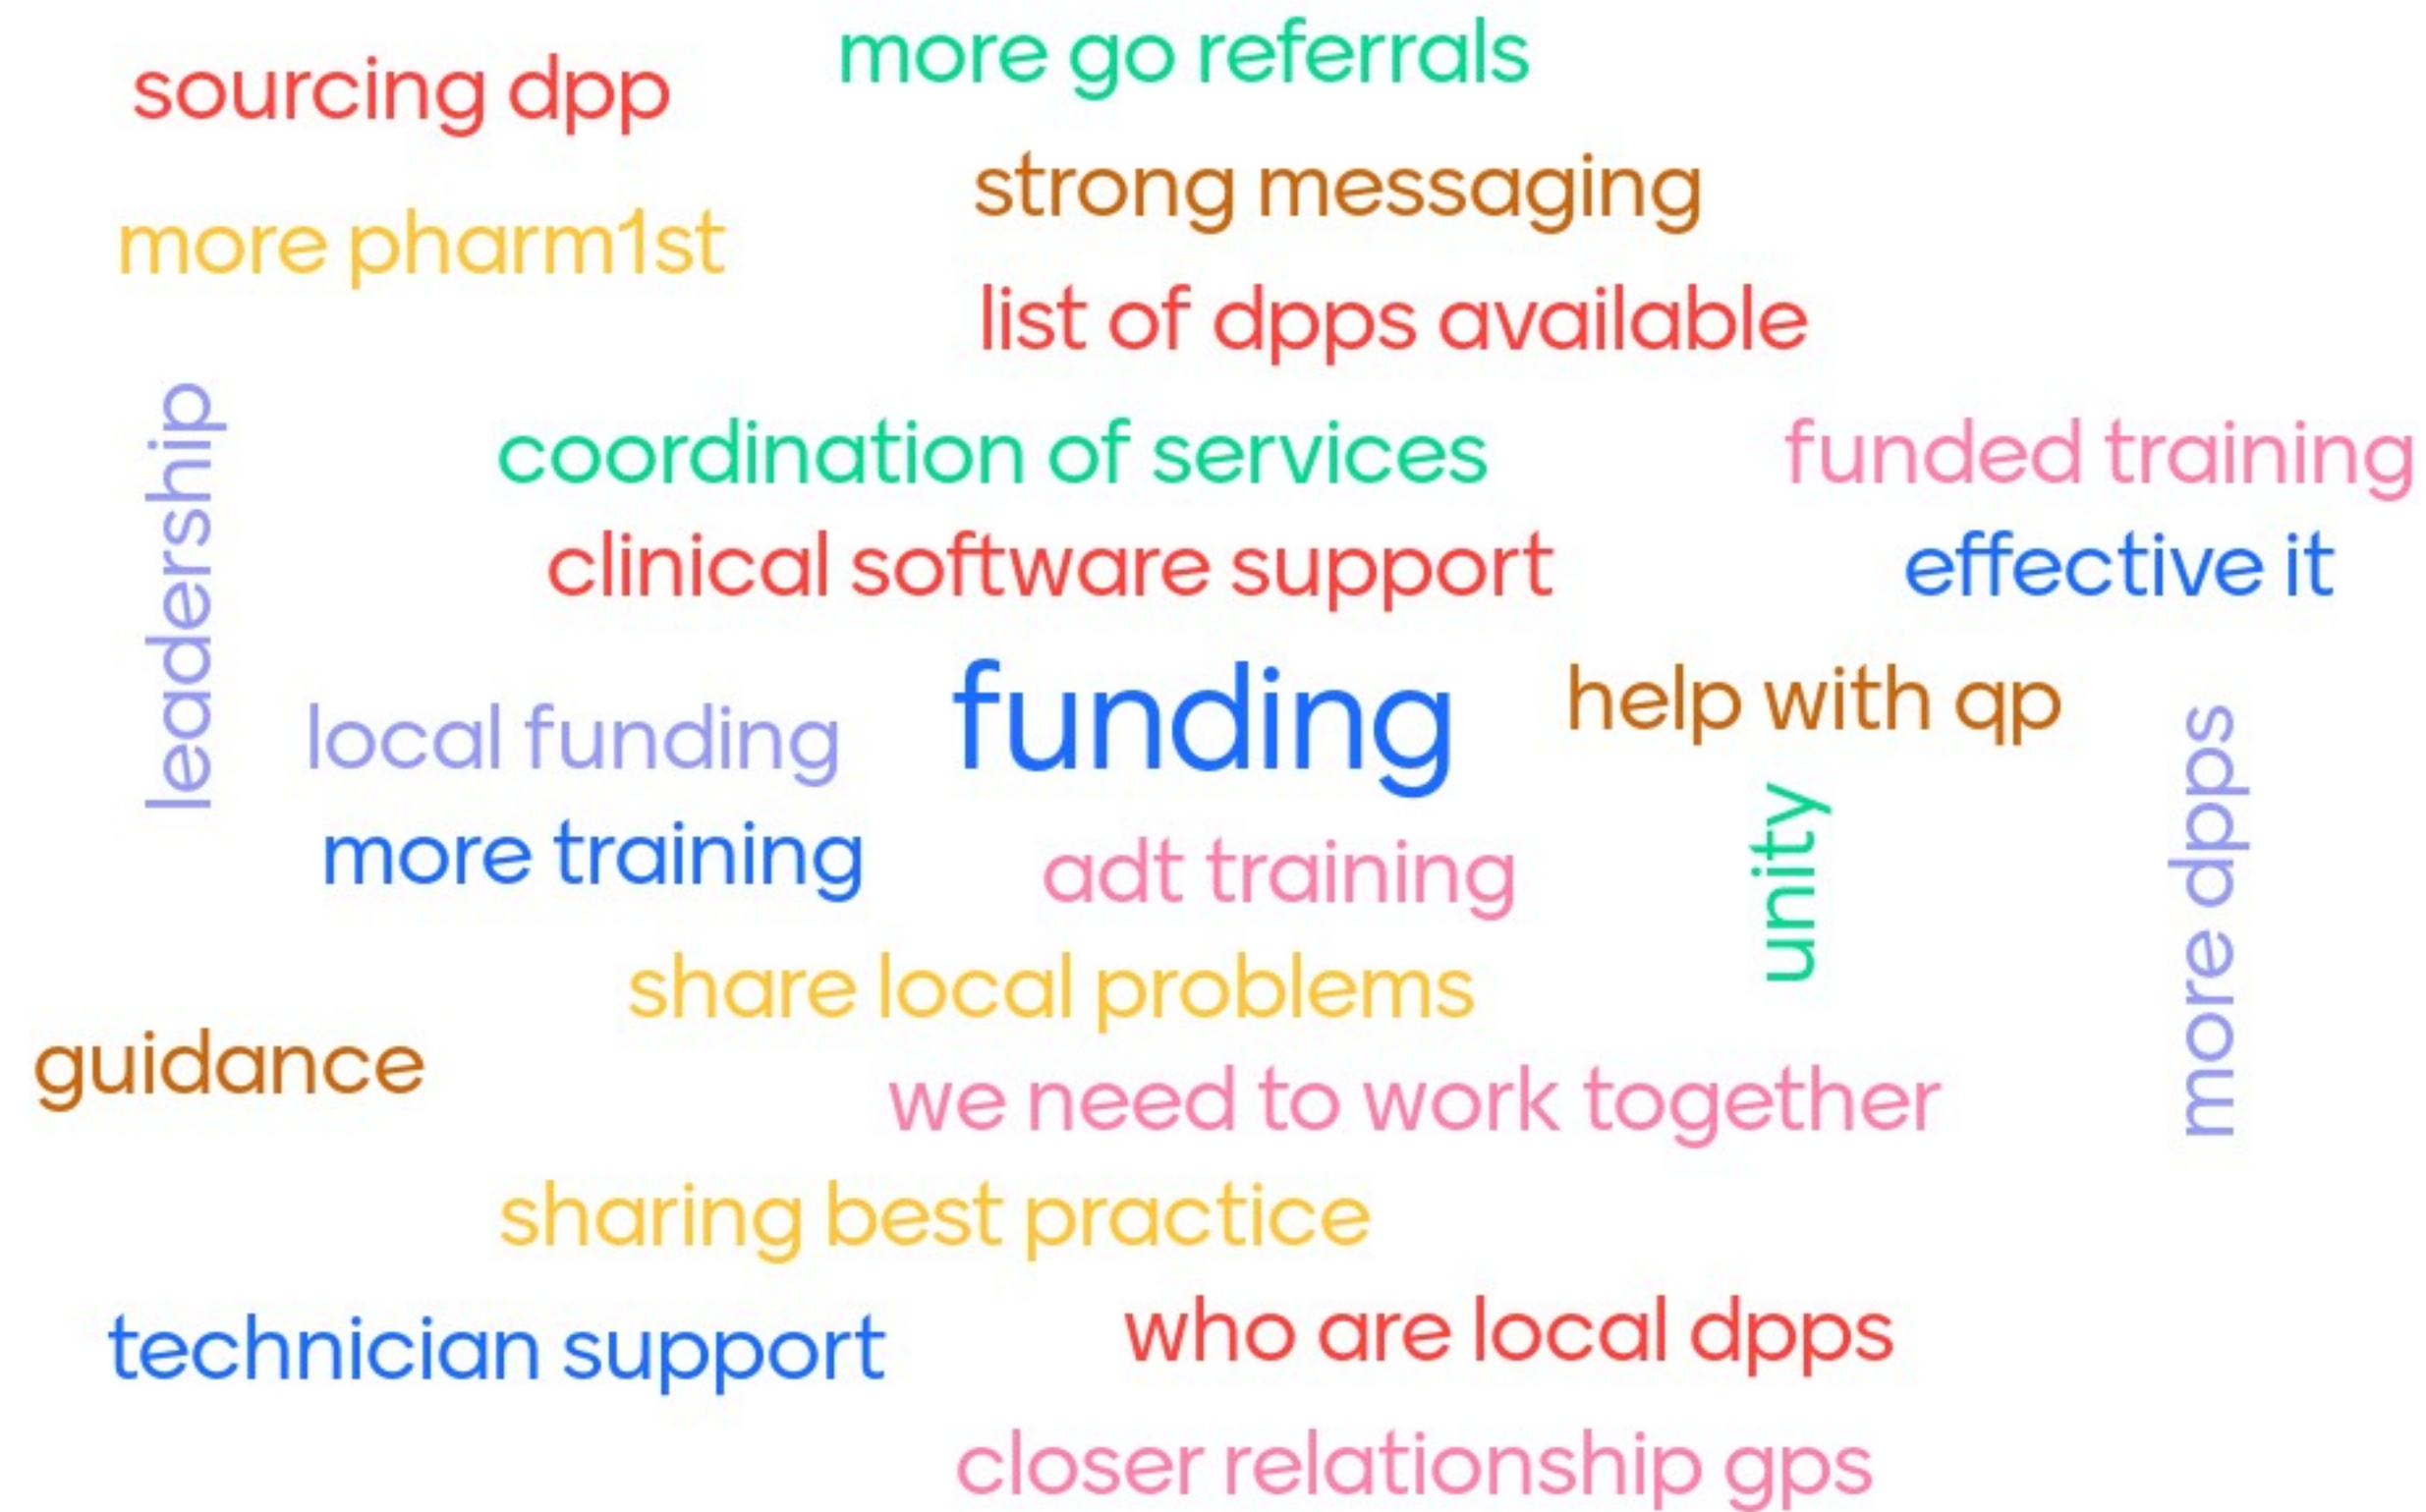 more go referrals
sourcing dpp
strong messaging
more pharm1st
list of dpps available
leadership
coordination of services
funded training
clinical software support
effective it
local funding
funding
help with qp
more dpps
more training
adt training
unity
share local problems
guidance
we need to work together
sharing best practice
technician support
who are local dpps
closer relationship gps